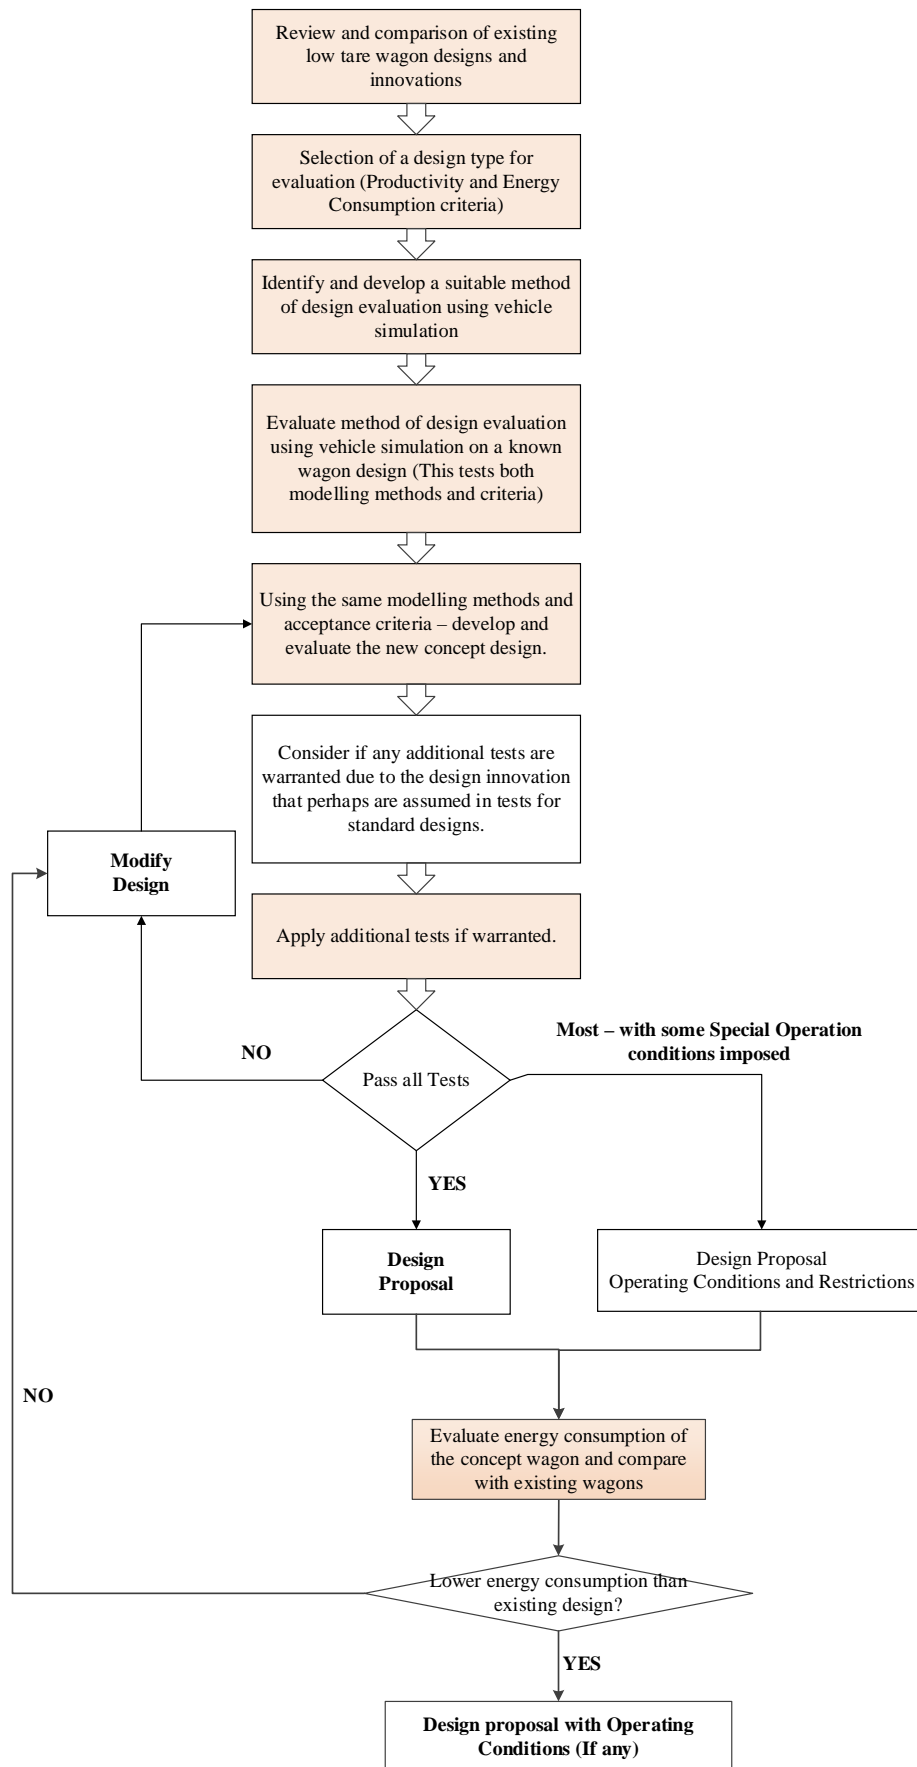 Review and comparison of existing
low tare wagon designs and
innovations
Selection of a design type for
evaluation (Productivity and Energy
Consumption criteria)
Identify and develop a suitable method
of design evaluation using vehicle
simulation
Evaluate method of design evaluation
using vehicle simulation on a known
wagon design (This tests both
modelling methods and criteria)
Using the same modelling methods and
acceptance criteria – develop and
evaluate the new concept design.
Consider if any additional tests are
warranted due to the design innovation
that perhaps are assumed in tests for
standard designs.
Modify
Design
Apply additional tests if warranted.
NO
Most – with some Special Operation
conditions imposed
Pass all Tests
YES
Design
Proposal
Design Proposal
Operating Conditions and Restrictions
NO
Evaluate energy consumption of
the concept wagon and compare
with existing wagons
Lower energy consumption than
existing design?
YES
Design proposal with Operating
Conditions (If any)